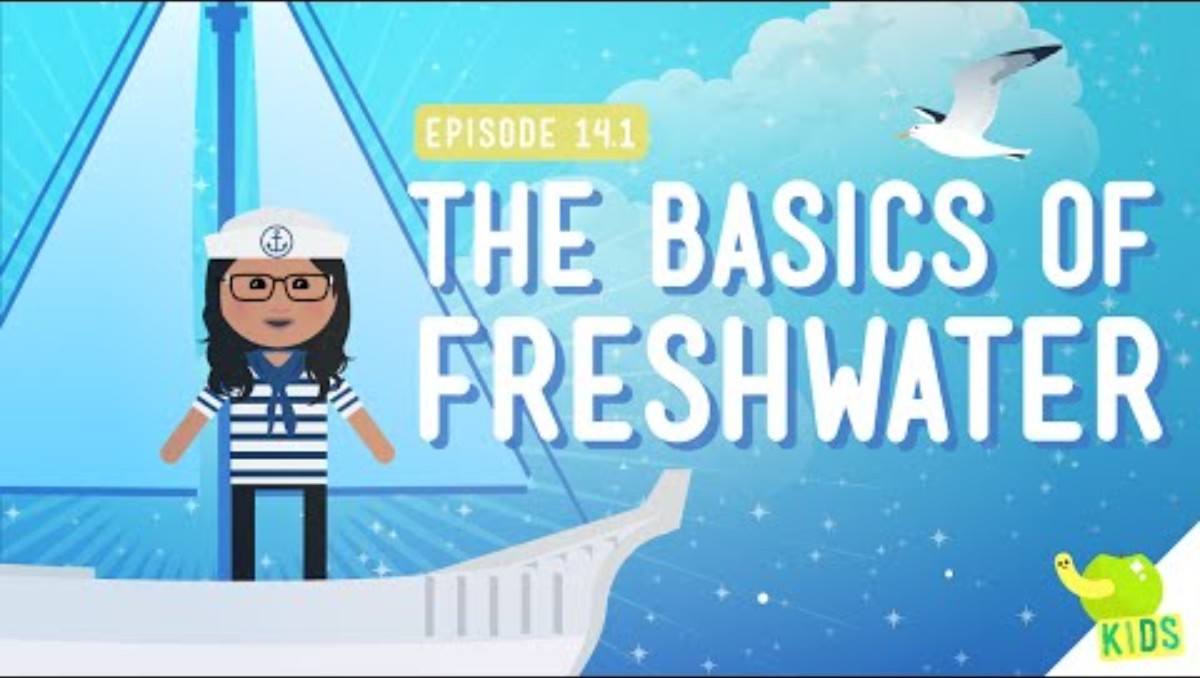 EPISODE 14.1
THE BASICS OF
FRESHWATER
KIDS